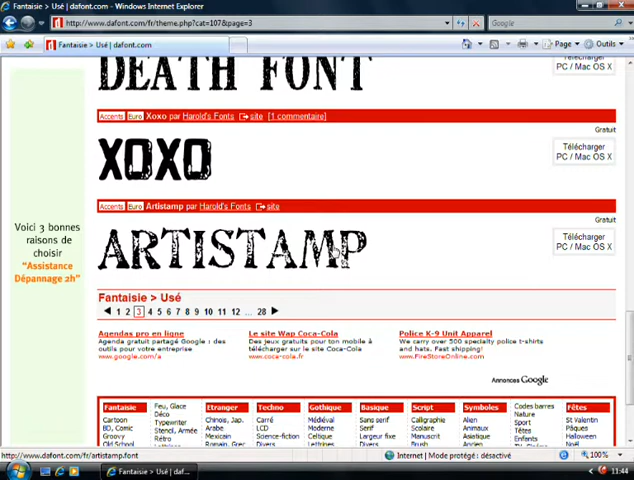 Fantaisie > Usé | dafont.com - Windows Internet Explorer
http://www.dafont.com/fr/theme.php?cat=107&page=3
Google
Fantaisie > Usé | dafont.com
Page
Outils
DEATH FONT
Télécharger
PC / Mac OS X
Accents Euro Xoxo par Harold's Fonts site [1 commentaire]
Gratuit
XOXO
Télécharger
PC / Mac OS X
Accents Euro Artistamp par Harold's Fonts site
Gratuit
ARTISTAMP
Télécharger
PC / Mac OS X
Voici 3 bonnes
raisons de
choisir
"Assistance
Dépannage 2h"
Fantaisie > Usé
1 2 3 4 5 6 7 8 9 10 11 12 ... 28
Agendas pro en ligne
Agenda gratuit partagé Google : des
outils pour votre entreprise
www.google.com/a
Le site Wap Coca-Cola
Des jeux gratuits pour ton mobile à
télécharger sur le site Coca-Cola
www.coca-cola.fr
Police K-9 Unit Apparel
We carry over 500 specialty police t-shirts
and hats. Fast shipping!
www.FireStoreOnline.com
Annonces Google
Fantaisie
Cartoon
BD, Comic
Groovy
Old School
Feu, Glace
Déco
Typewriter
Stencil, Armée
Rétro
Lettrines
Etranger
Chinois, Jap.
Arabe
Mexicain
Romain, Grec
Divers
Techno
Carré
LCD
Science-fiction
Divers
Gothique
Médiéval
Moderne
Celtique
Lettrines
Basique
Sans serif
Serif
Largeur fixe
Divers
Script
Calligraphie
Scolaire
Manuscrit
Brush
Symboles
Alien
Animaux
Asiatique
Ancien
Codes barres
Nature
Sport
Têtes
Enfants
TV, Cinéma
Fêtes
St Valentin
Pâques
Halloween
Noël
http://www.dafont.com/fr/artistamp.font
Internet | Mode protégé : désactivé
100%
Fantaisie > Usé | daf...
11:44